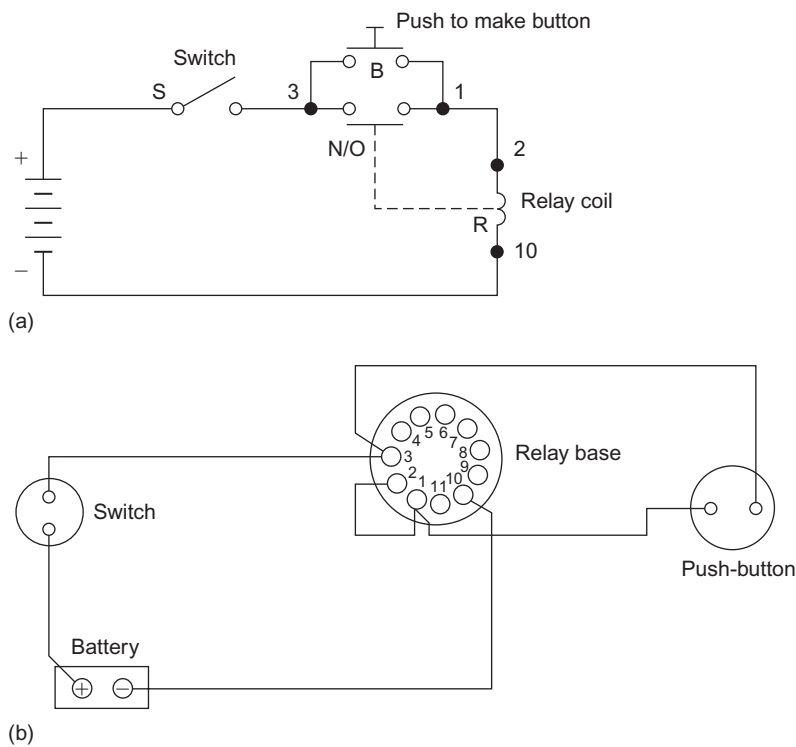 Push to make button
Switch
S
B
3
1
N/O
2
+
Relay coil
R
10
−
(a)
5 6
4 7
3 8
2 9
1 11 10
Relay base
Switch
Push-button
Battery
+ −
(b)